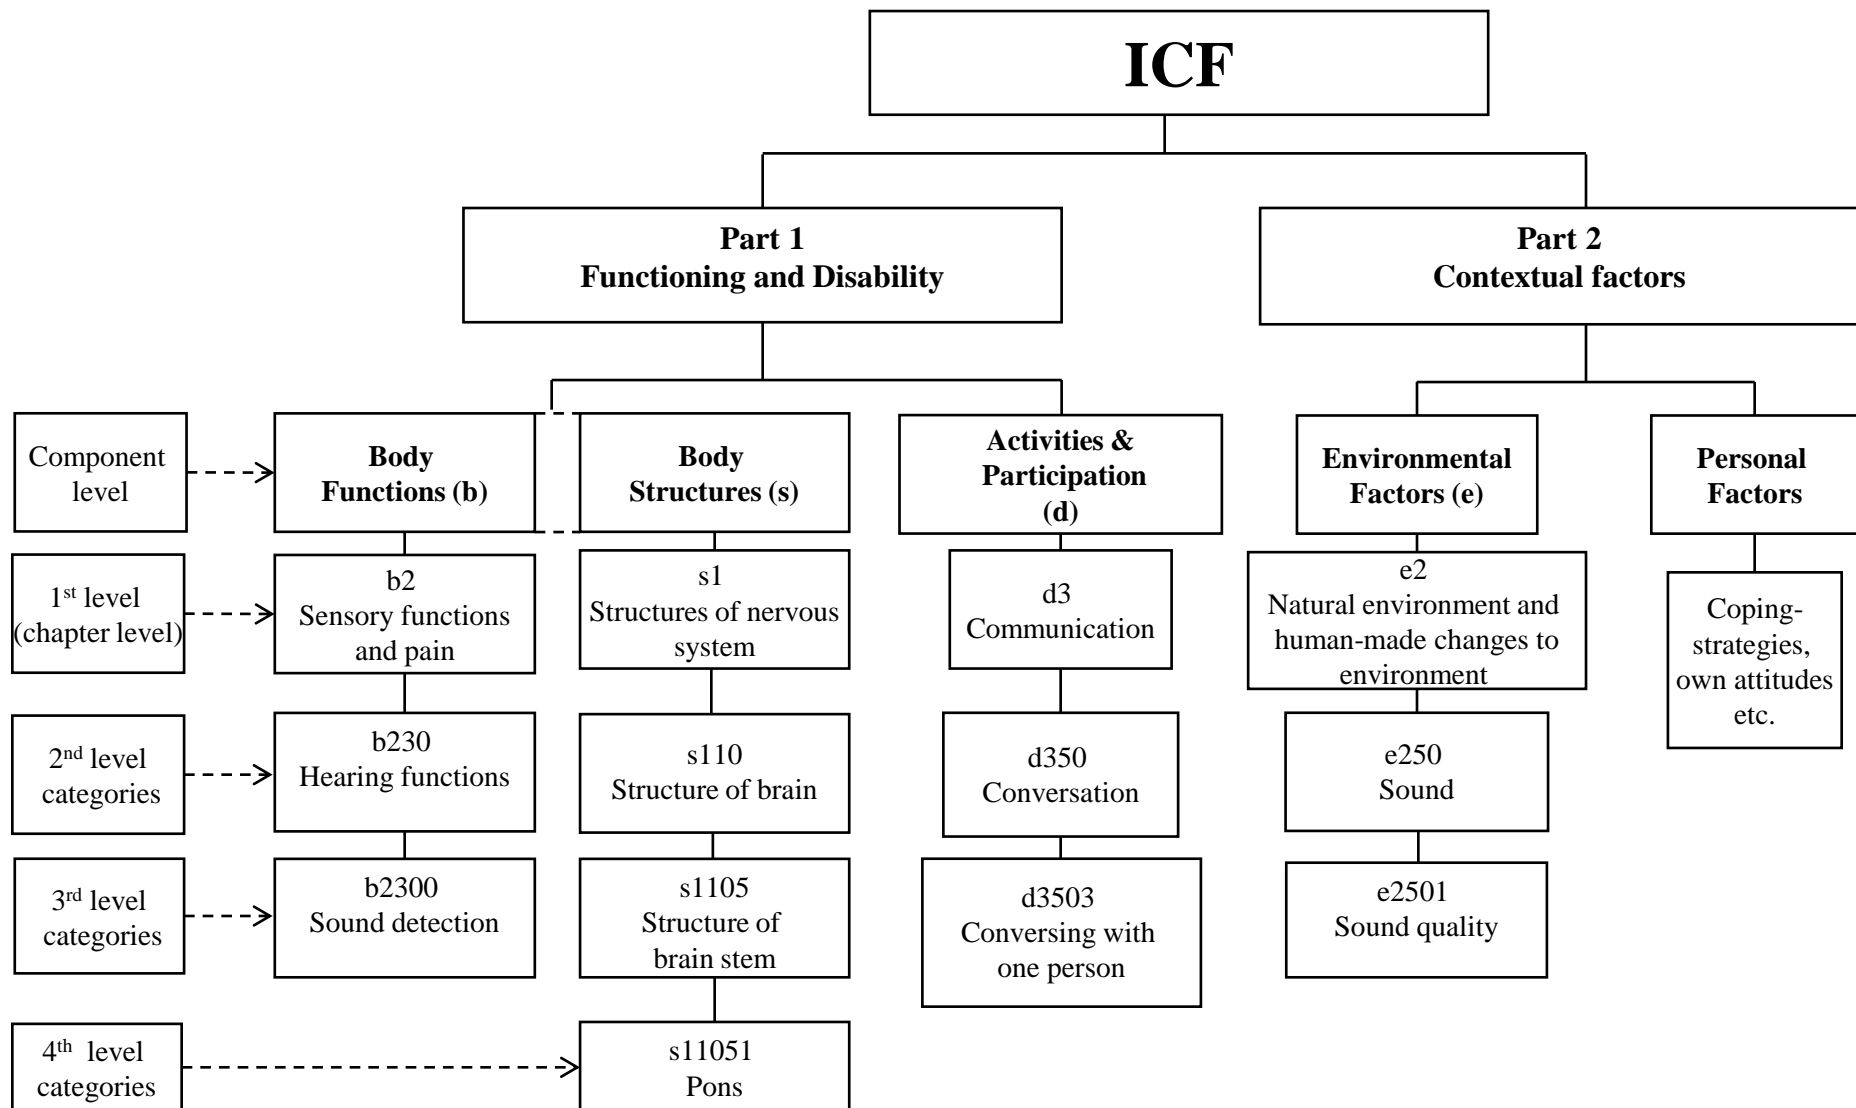 ICF
Part 1
Functioning and Disability
Part 2
Contextual factors
Component
level
Body
Functions (b)
Body
Structures (s)
Activities &
Participation
(d)
Environmental
Factors (e)
Personal
Factors
1st level
(chapter level)
b2
Sensory functions
and pain
s1
Structures of nervous
system
d3
Communication
e2
Natural environment and
human-made changes to
environment
Coping-
strategies,
own attitudes
etc.
2nd level
categories
b230
Hearing functions
s110
Structure of brain
d350
Conversation
e250
Sound
3rd level
categories
b2300
Sound detection
s1105
Structure of
brain stem
d3503
Conversing with
one person
e2501
Sound quality
4th level
categories
s11051
Pons